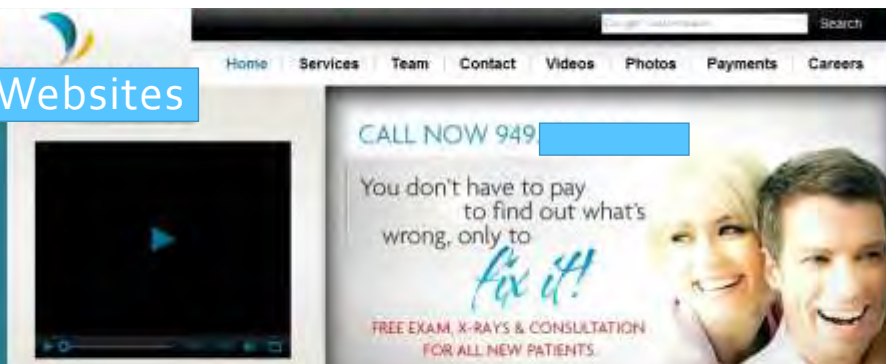 Search
Home Services Team Contact Videos Photos Payments Careers
Websites
CALL NOW 949.
You don't have to pay
to find out what's
wrong, only to
fix it!
FREE EXAM, X-RAYS & CONSULTATION
FOR ALL NEW PATIENTS